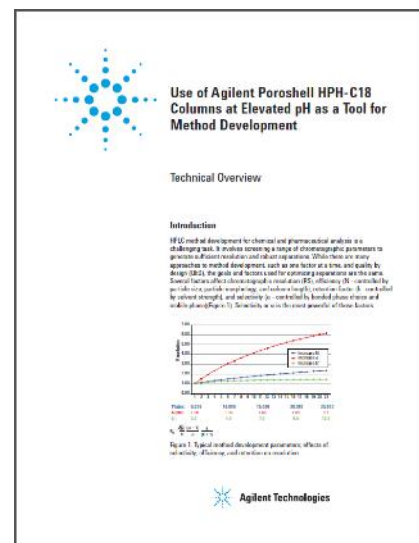 Use of Agilent Poroshell HPH-C18
Columns at Elevated pH as a Tool for
Method Development
Technical Overview
Introduction
HPLC method development for chemical and pharmaceutical analysis is a
challenging task. It involves screening a range of chromatographic parameters to
generate sufficient resolution and robust separations. While there are many
approaches to method development, such as one factor at a time, and quality by
design (QbD), the goals and factors used for optimizing separations are the same.
Several factors affect chromatographic resolution (RS), efficiency (N - controlled by
particle size, particle morphology, and column length), retention factor (k - controlled
by solvent strength), and selectivity (α - controlled by bonded phase choice and
mobile phase) (Figure 1). Selectivity is the most powerful of these factors.
Resolution
Figure 1. Typical method development parameters; effects of
selectivity, efficiency, and retention on resolution
Agilent Technologies